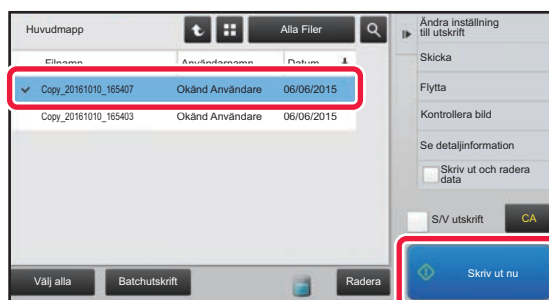 Huvudmapp
Alla Filer
Filnamn Användarnamn Datum
Copy_20161010_165407 Okänd Användare 06/06/2015
Copy_20161010_165403 Okänd Användare 06/06/2015
Välj alla
Batchutskrift
Radera
Ändra inställning
till utskrift
Skicka
Flytta
Kontrollera bild
Se detaljinformation
Skriv ut och radera
data
S/V utskrift
CA
Skriv ut nu